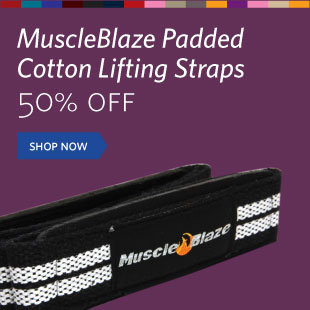 MuscleBlaze Padded
Cotton Lifting Straps
50% OFF
SHOP NOW
MuscleBlaze